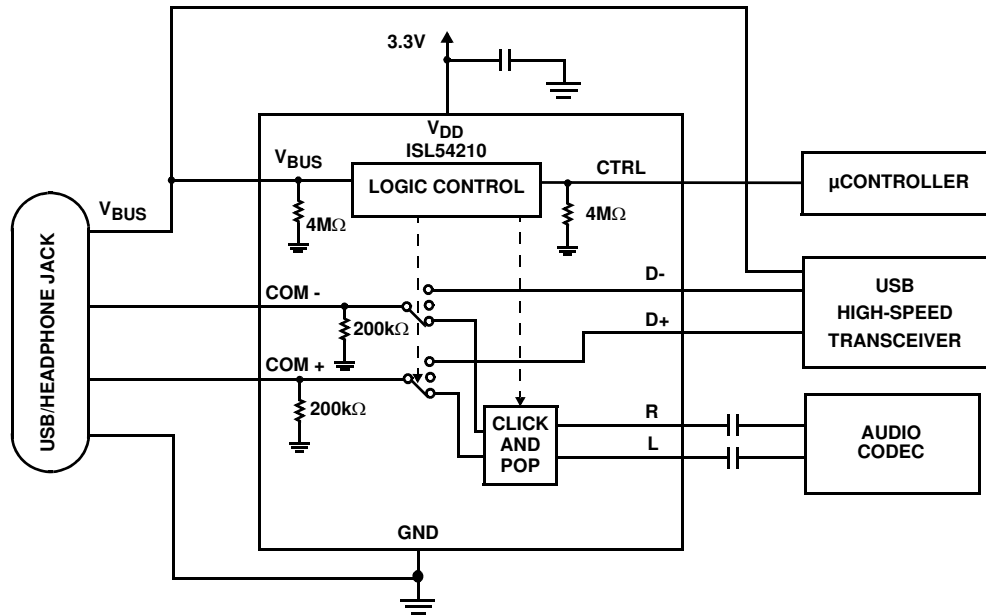 3.3V
VDD
ISL54210
VBUS
LOGIC CONTROL
CTRL
µCONTROLLER
4MΩ
4MΩ
VBUS
USB/HEADPHONE JACK
COM -
200kΩ
COM +
200kΩ
D-
D+
USB
HIGH-SPEED
TRANSCEIVER
CLICK
AND
POP
R
L
AUDIO
CODEC
GND